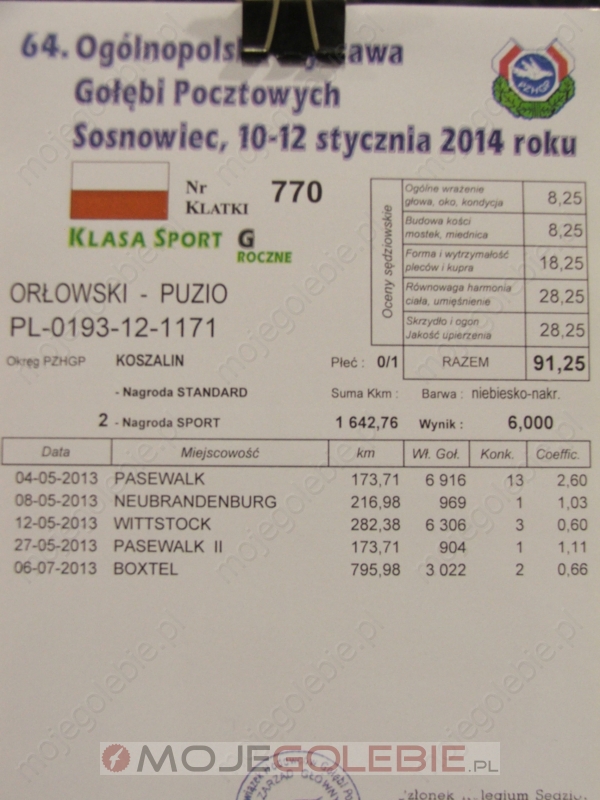 64. Ogólnopolsk
Gołębi Pocztowych
Sosnowiec, 10-12 stycznia 2014 roku
PZHGP
Nr
KLATKI
770
KLASA SPORT G
ROCZNE
Oceny sędziowskie
Ogólne wrażenie
głowa, oko, kondycja
8,25
Budowa kości
mostek, miednica
8,25
Forma i wytrzymałość
pleców i kupra
18,25
Równowaga harmonia
ciała, umięśnienie
28,25
Skrzydło i ogon
Jakość upierzenia
28,25
RAZEM 91,25
ORŁOWSKI - PUZIO
PL-0193-12-1171
Okręg PZHGP KOSZALIN Płeć : 0/1
- Nagroda STANDARD Suma Kkm : Barwa : niebiesko-nakr.
2 - Nagroda SPORT 1 642,76 Wynik : 6,000
Data Miejscowość km Wł. Goł. Konk. Coeffic.
04-05-2013 PASEWALK 173,71 6 916 13 2,60
08-05-2013 NEUBRANDENBURG 216,98 969 1 1,03
12-05-2013 WITTSTOCK 282,38 6 306 3 0,60
27-05-2013 PASEWALK II 173,71 904 1 1,11
06-07-2013 BOXTEL 795,98 3 022 2 0,66
mojegolebie.pl
MOJEGOLEBIE.PL
ZARZĄD GŁÓWNY
legium Sędzi